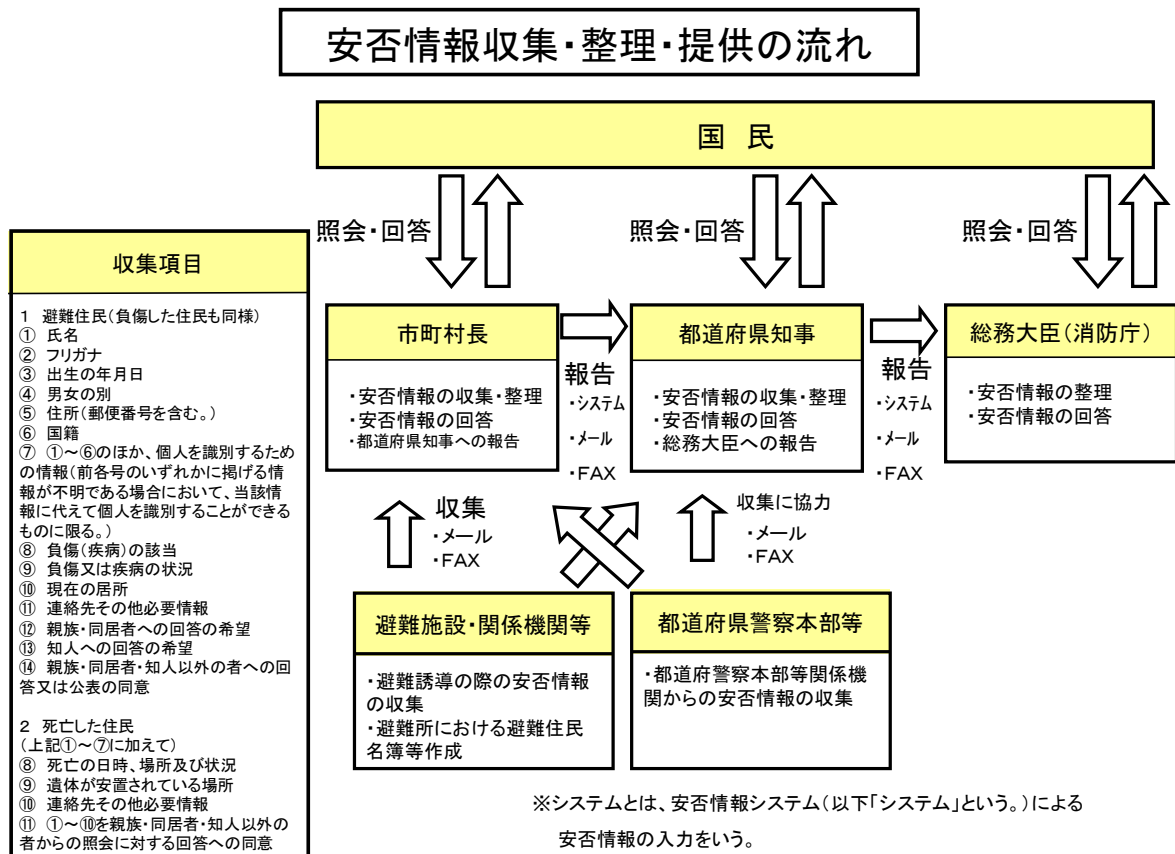 安否情報収集・整理・提供の流れ
国 民
照会・回答
照会・回答
照会・回答
収集項目
1 避難住民(負傷した住民も同様)
① 氏名
② フリガナ
③ 出生の年月日
④ 男女の別
⑤ 住所(郵便番号を含む。)
⑥ 国籍
⑦ ①～⑥のほか、個人を識別するため
の情報(前各号のいずれかに掲げる情
報が不明である場合において、当該情
報に代えて個人を識別することができる
ものに限る。)
⑧ 負傷(疾病)の該当
⑨ 負傷又は疾病の状況
⑩ 現在の居所
⑪ 連絡先その他必要情報
⑫ 親族・同居者への回答の希望
⑬ 知人への回答の希望
⑭ 親族・同居者・知人以外の者への回
答又は公表の同意
2 死亡した住民
(上記①～⑦に加えて)
⑧ 死亡の日時、場所及び状況
⑨ 遺体が安置されている場所
⑩ 連絡先その他必要情報
⑪ ①～⑩を親族・同居者・知人以外の
者からの照会に対する回答への同意
市町村長
・安否情報の収集・整理
・安否情報の回答
・都道府県知事への報告
報告
・システム
・メール
・FAX
都道府県知事
・安否情報の収集・整理
・安否情報の回答
・総務大臣への報告
報告
・システム
・メール
・FAX
総務大臣(消防庁)
・安否情報の整理
・安否情報の回答
収集
・メール
・FAX
収集に協力
・メール
・FAX
避難施設・関係機関等
・避難誘導の際の安否情報
の収集
・避難所における避難住民
名簿等作成
都道府県警察本部等
・都道府警察本部等関係機
関からの安否情報の収集
※システムとは、安否情報システム(以下「システム」という。)による
安否情報の入力をいう。